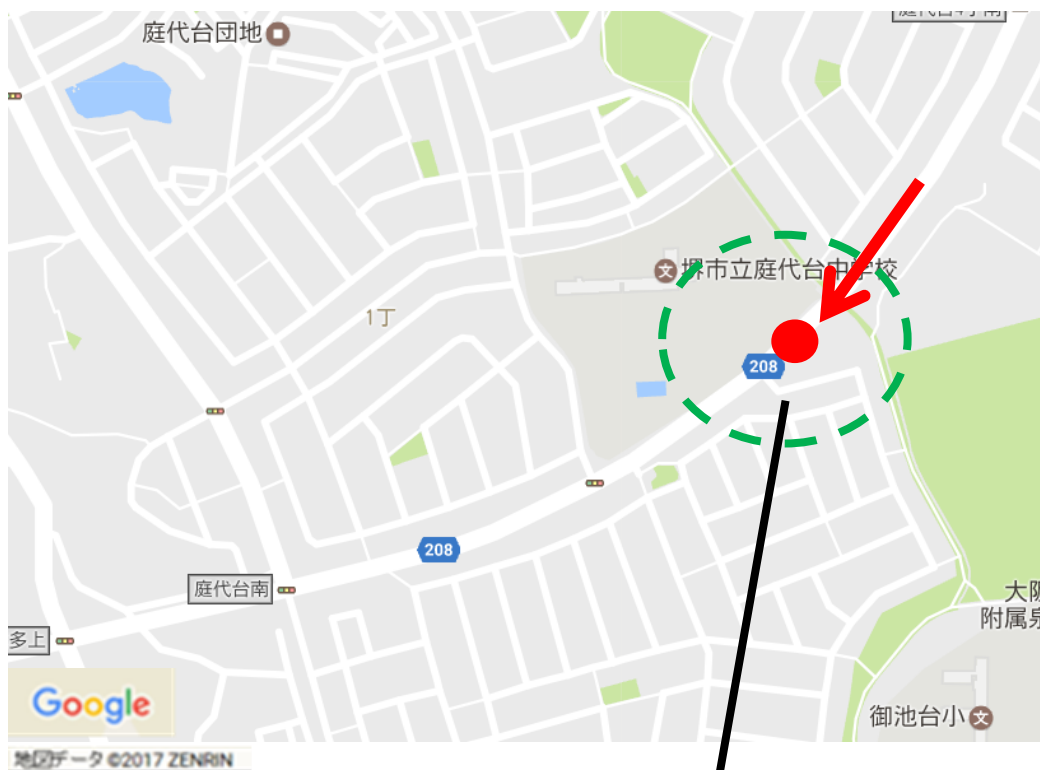 庭代台団地
堺市立庭代台中学校
1丁
208
208
庭代台南
多上
大阪
附属泉
御池台小
Google
地図データ ©2017 ZENRIN